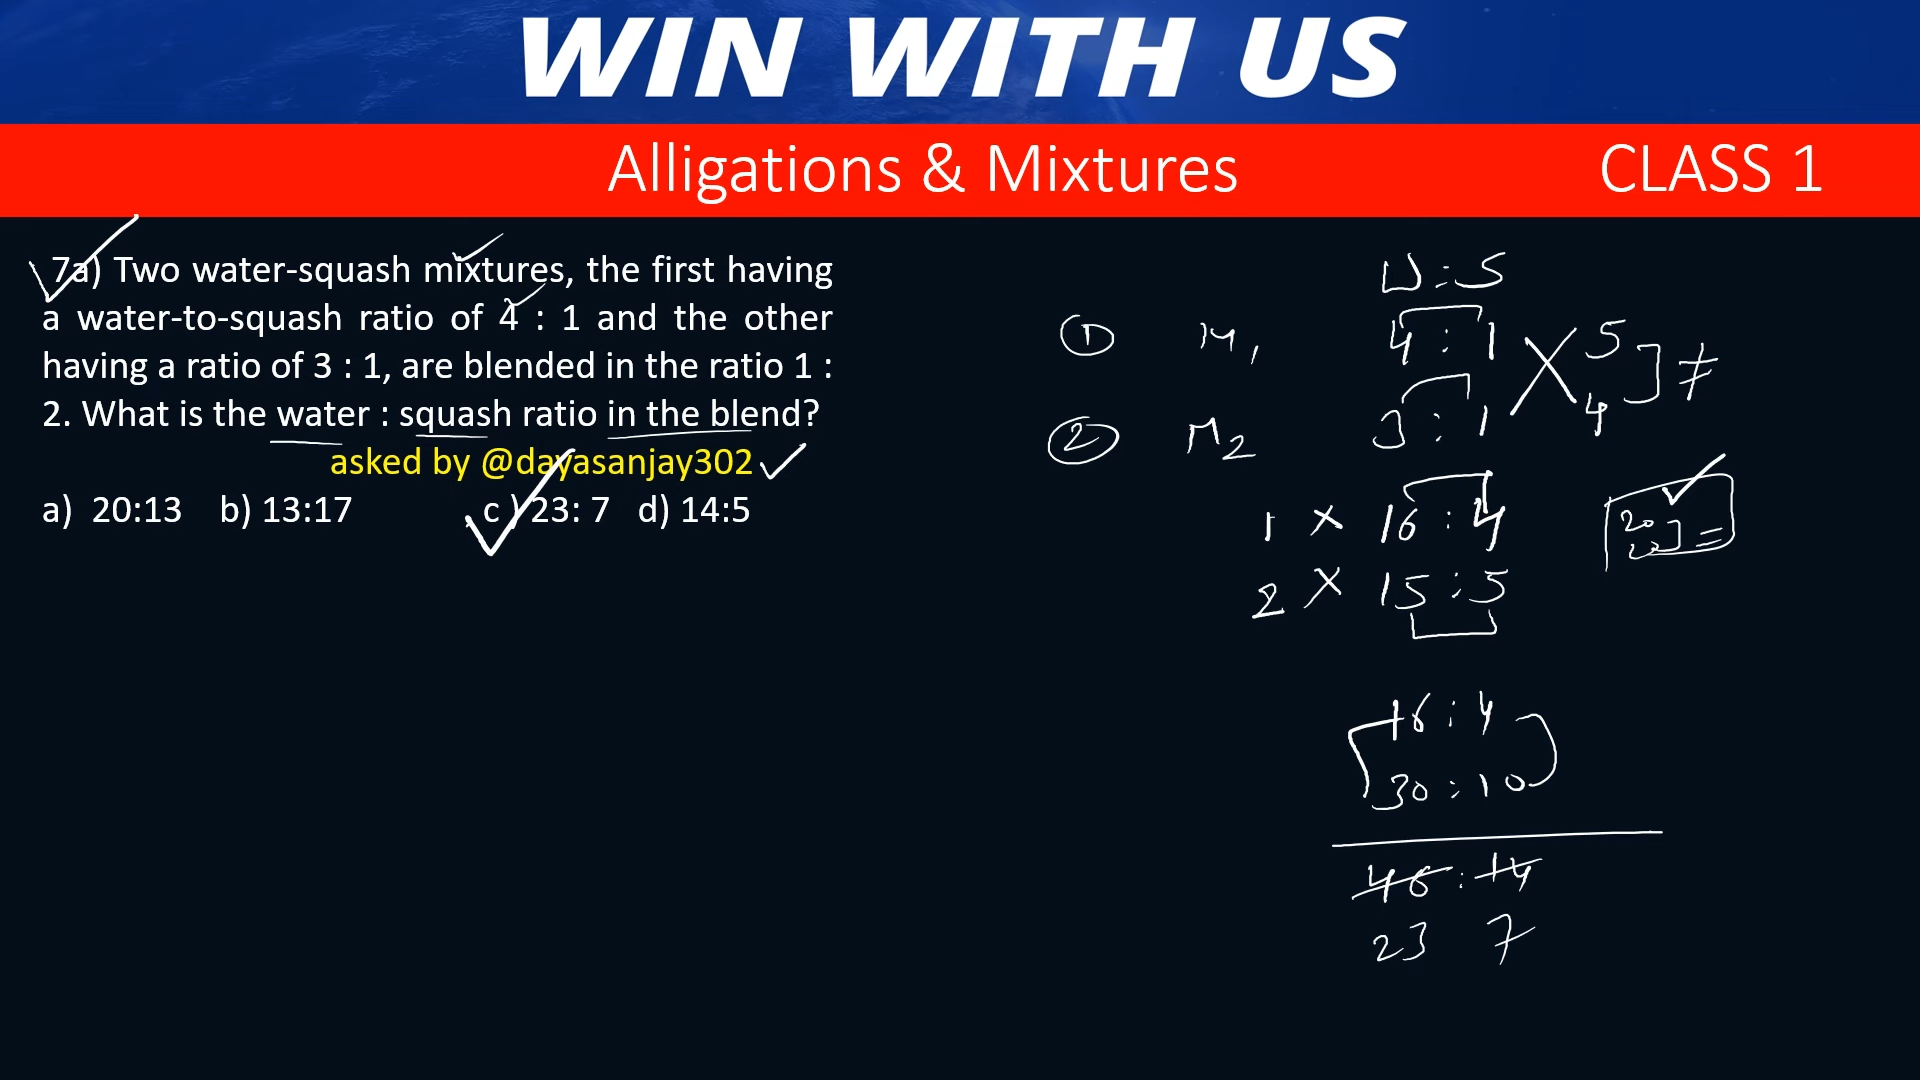 WIN WITH US
Alligations & Mixtures CLASS 1
7a) Two water-squash mixtures, the first having
a water-to-squash ratio of 4 : 1 and the other
having a ratio of 3 : 1, are blended in the ratio 1 :
2. What is the water : squash ratio in the blend?
asked by @dayasanjay302
a) 20:13 b) 13:17 c ) 23: 7 d) 14:5
W : S
1 M1 4 : 1 5 ] ≠
2 M2 3 : 1 4
1 × 16 : 4 20
2 × 15 : 5 20 ] =
16 : 4
30 : 10
46 : 14
23 7